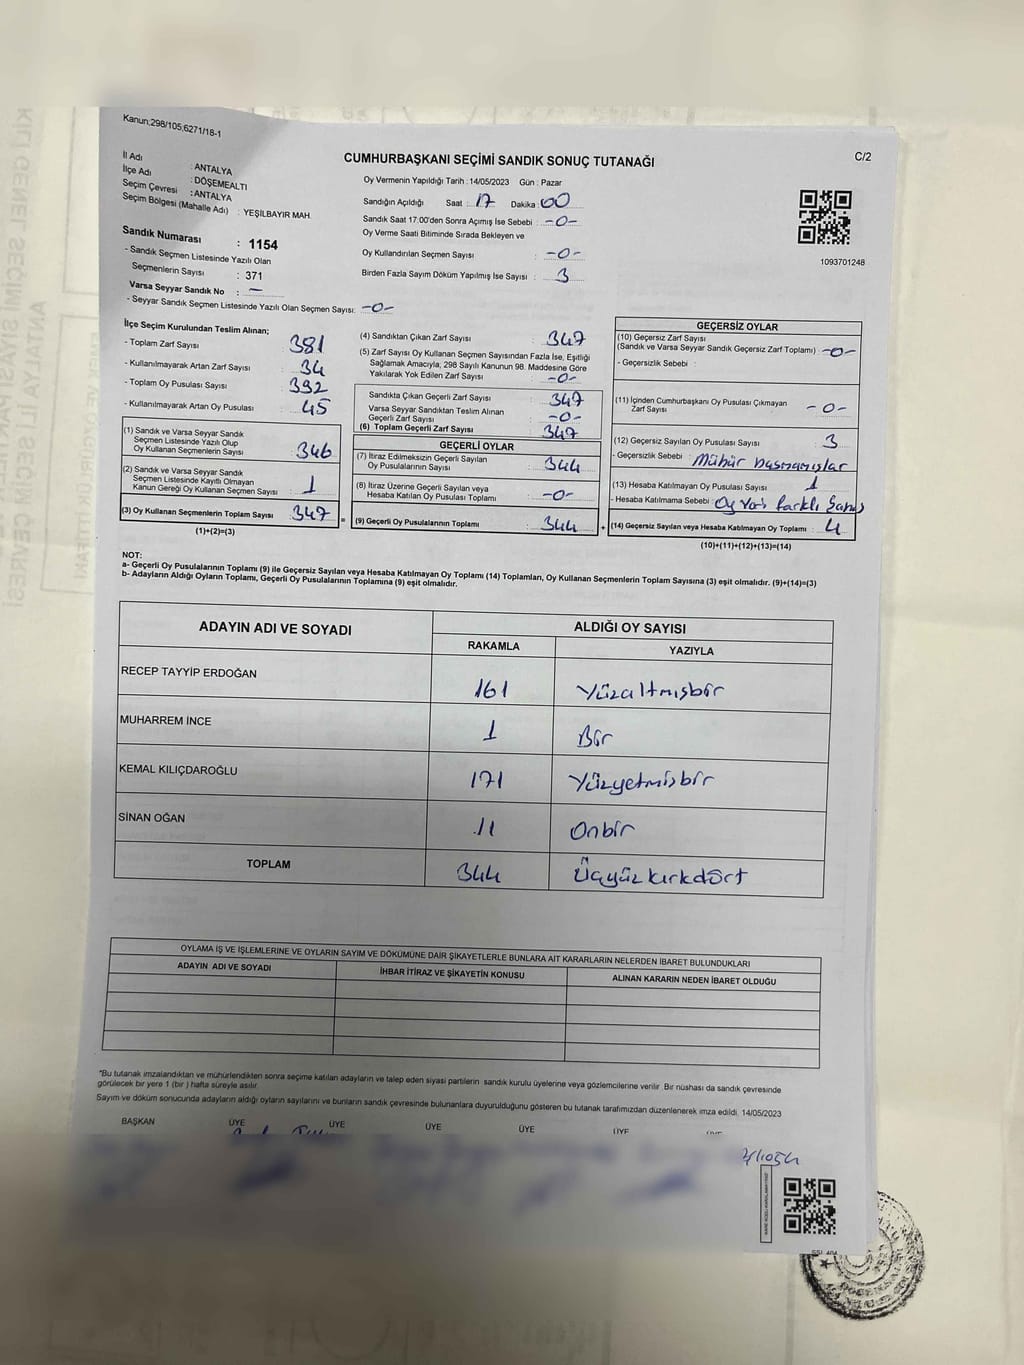 Kanun;298/105,6271/18-1
C/2
CUMHURBAŞKANI SEÇİMİ SANDIK SONUÇ TUTANAĞI
İl Adı : ANTALYA
İlçe Adı : DÖŞEMEALTI
Seçim Çevresi : ANTALYA
Seçim Bölgesi (Mahalle Adı) : YEŞİLBAYIR MAH.
Sandık Numarası : 1154
- Sandık Seçmen Listesinde Yazılı Olan
Seçmenlerin Sayısı : 371
Varsa Seyyar Sandık No : —
- Seyyar Sandık Seçmen Listesinde Yazılı Olan Seçmen Sayısı: -0-
Oy Vermenin Yapıldığı Tarih : 14/05/2023 Gün : Pazar
Sandığın Açıldığı Saat : 17 Dakika : 00
Sandık Saat 17:00'den Sonra Açımış İse Sebebi : -0-
Oy Verme Saati Bitiminde Sırada Bekleyen ve
Oy Kullandırılan Seçmen Sayısı : -0-
Birden Fazla Sayım Döküm Yapılmış İse Sayısı : 3
1093701248
İlçe Seçim Kurulundan Teslim Alınan;
- Toplam Zarf Sayısı : 381
- Kullanılmayarak Artan Zarf Sayısı : 34
- Toplam Oy Pusulası Sayısı : 392
- Kullanılmayarak Artan Oy Pusulası : 45
(1) Sandık ve Varsa Seyyar Sandık
Seçmen Listesinde Yazılı Olup
Oy Kullanan Seçmenlerin Sayısı : 346
(2) Sandık ve Varsa Seyyar Sandık
Seçmen Listesinde Kayıtlı Olmayan
Kanun Gereği Oy Kullanan Seçmen Sayısı : 1
(3) Oy Kullanan Seçmenlerin Toplam Sayısı : 347
(1)+(2)=(3)
(4) Sandıktan Çıkan Zarf Sayısı : 347
(5) Zarf Sayısı Oy Kullanan Seçmen Sayısından Fazla İse, Eşitliği
Sağlamak Amacıyla, 298 Sayılı Kanunun 98. Maddesine Göre
Yakılarak Yok Edilen Zarf Sayısı : -0-
Sandıkta Çıkan Geçerli Zarf Sayısı : 347
Varsa Seyyar Sandıktan Teslim Alınan
Geçerli Zarf Sayısı : -0-
(6) Toplam Geçerli Zarf Sayısı : 347
GEÇERLİ OYLAR
(7) İtiraz Edilmeksizin Geçerli Sayılan
Oy Pusulalarının Sayısı : 344
(8) İtiraz Üzerine Geçerli Sayılan veya
Hesaba Katılan Oy Pusulası Toplamı : -0-
= (9) Geçerli Oy Pusulalarının Toplamı : 344
GEÇERSİZ OYLAR
(10) Geçersiz Zarf Sayısı
(Sandık ve Varsa Seyyar Sandık Geçersiz Zarf Toplamı) : -0-
- Geçersizlik Sebebi :
(11) İçinden Cumhurbaşkanı Oy Pusulası Çıkmayan
Zarf Sayısı : -0-
(12) Geçersiz Sayılan Oy Pusulası Sayısı : 3
- Geçersizlik Sebebi : Mühür basmamışlar
(13) Hesaba Katılmayan Oy Pusulası Sayısı : 1
- Hesaba Katılmama Sebebi : Oy farklı
+ (14) Geçersiz Sayılan veya Hesaba Katılmayan Oy Toplamı : 4
(10)+(11)+(12)+(13)=(14)
NOT:
a- Geçerli Oy Pusulalarının Toplamı (9) ile Geçersiz Sayılan veya Hesaba Katılmayan Oy Toplamı (14) Toplamları, Oy Kullanan Seçmenlerin Toplam Sayısına (3) eşit olmalıdır. (9)+(14)=(3)
b- Adayların Aldığı Oyların Toplamı, Geçerli Oy Pusulalarının Toplamına (9) eşit olmalıdır.
ADAYIN ADI VE SOYADI ALDIĞI OY SAYISI
RAKAMLA YAZIYLA
RECEP TAYYİP ERDOĞAN 161 Yüzaltmışbir
MUHARREM İNCE 1 Bir
KEMAL KILIÇDAROĞLU 171 Yüzyetmişbir
SİNAN OĞAN 11 Onbir
TOPLAM 344 Üçyüzkırkdört
OYLAMA İŞ VE İŞLEMLERİNE VE OYLARIN SAYIM VE DÖKÜMÜNE DAİR ŞİKAYETLERLE BUNLARA AİT KARARLARIN NELERDEN İBARET BULUNDUKLARI
ADAYIN ADI VE SOYADI İHBAR İTİRAZ VE ŞİKAYETİN KONUSU ALINAN KARARIN NEDEN İBARET OLDUĞU
*Bu tutanak imzalandıktan ve mühürlendikten sonra seçime katılan adayların ve talep eden siyasi partilerin sandık kurulu üyelerine veya gözlemcilerine verilir. Bir nüshası da sandık çevresinde
görülecek bir yere 1 (bir ) hafta süreyle asılır.
Sayım ve döküm sonucunda adayların aldığı oyların sayılarını ve bunların sandık çevresinde bulunanlara duyurulduğunu gösteren bu tutanak tarafımızdan düzenlenerek imza edildi. 14/05/2023
BAŞKAN ÜYE ÜYE ÜYE ÜYE ÜYE ÜYE